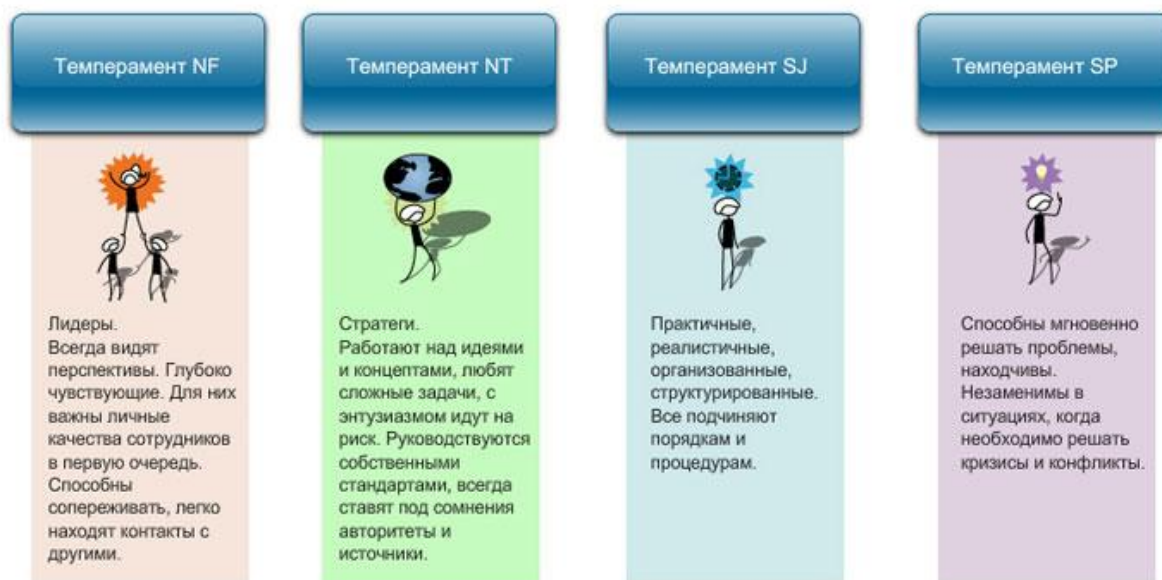 Темперамент NF
Лидеры.
Всегда видят
перспективы. Глубоко
чувствующие. Для них
важны личные
качества сотрудников
в первую очередь.
Способны
сопереживать, легко
находят контакты с
другими.
Темперамент NT
Стратеги.
Работают над идеями
и концептами, любят
сложные задачи, с
энтузиазмом идут на
риск. Руководствуются
собственными
стандартами, всегда
ставят под сомнения
авторитеты и
источники.
Темперамент SJ
Практичные,
реалистичные,
организованные,
структурированные.
Все подчиняют
порядкам и
процедурам.
Темперамент SP
Способны мгновенно
решать проблемы,
находчивы.
Незаменимы в
ситуациях, когда
необходимо решать
кризисы и конфликты.